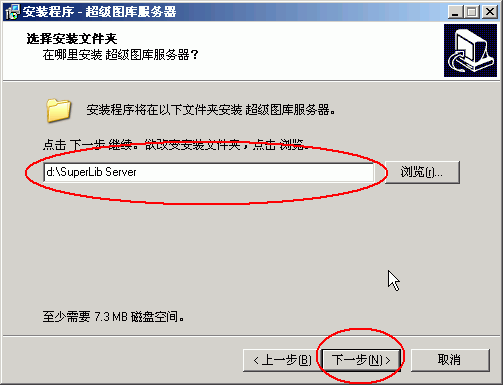 安装程序 - 超级图库服务器
选择安装文件夹
在哪里安装 超级图库服务器？
安装程序将在以下文件夹安装 超级图库服务器。
点击 下一步 继续。欲改变安装文件夹，点击 浏览。
d:\SuperLib Server
浏览(r)...
至少需要 7.3 MB 磁盘空间。
< 上一步(B) 下一步(N) > 取消